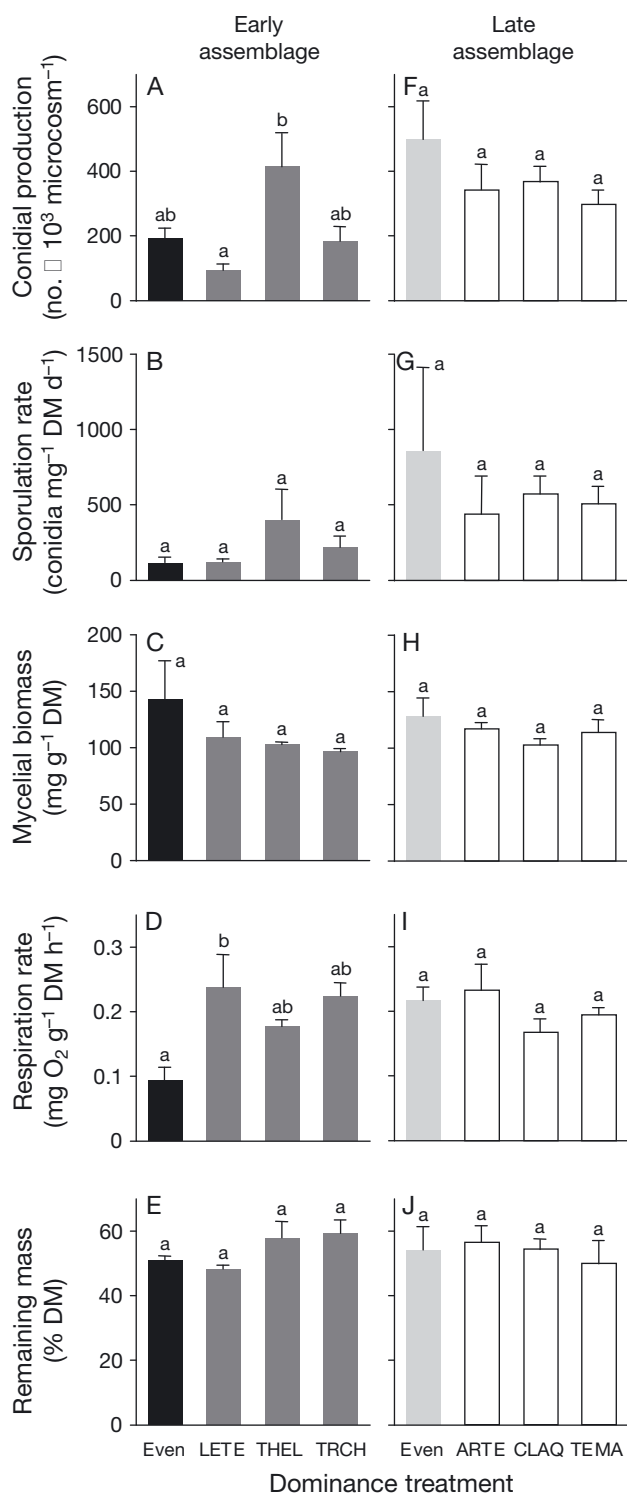 Early
assemblage
Late
assemblage
A
Conidial production
(no. □ 10³ microcosm⁻¹)
600
400
200
0
ab
a
b
ab
F
a
a
a
a
B
Sporulation rate
(conidia mg⁻¹ DM d⁻¹)
1500
1000
500
0
a
a
a
a
G
a
a
a
a
C
Mycelial biomass
(mg g⁻¹ DM)
200
150
100
50
0
a
a
a
a
H
a
a
a
a
D
Respiration rate
(mg O₂ g⁻¹ DM h⁻¹)
0.3
0.2
0.1
0
a
b
ab
ab
I
a
a
a
a
E
Remaining mass
(% DM)
60
40
20
0
a
a
a
a
J
a
a
a
a
Even LETE THEL TRCH
Even ARTE CLAQ TEMA
Dominance treatment